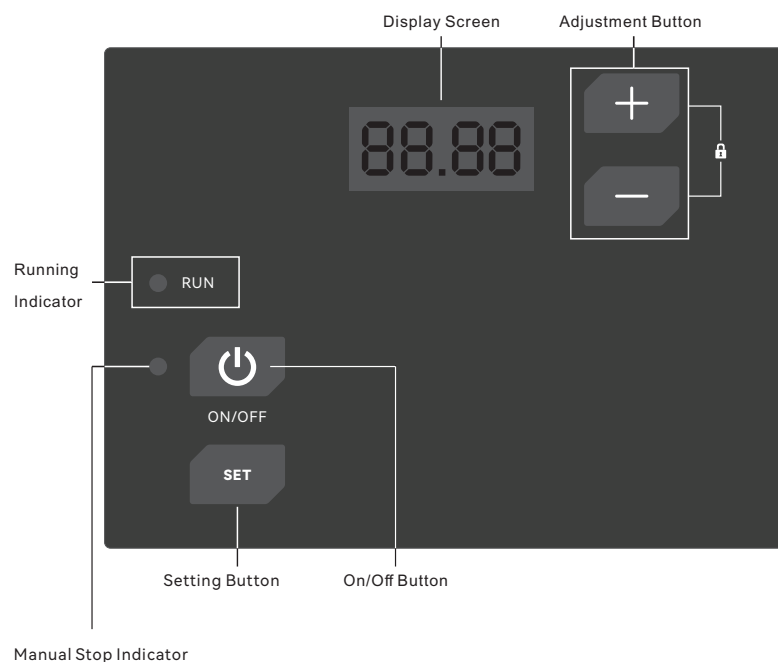 Display Screen
Adjustment Button
88.88
Running
Indicator
RUN
ON/OFF
SET
Setting Button
On/Off Button
Manual Stop Indicator